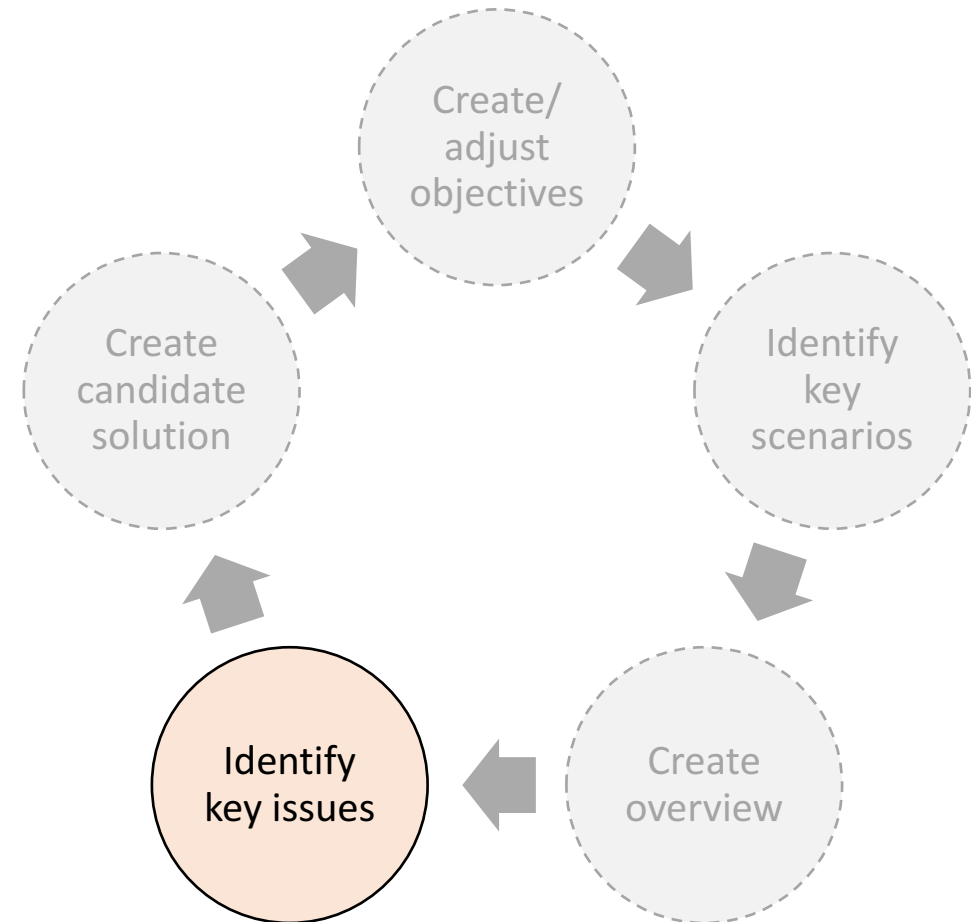 Create/
adjust
objectives
Identify
key
scenarios
Create
overview
Identify
key issues
Create
candidate
solution